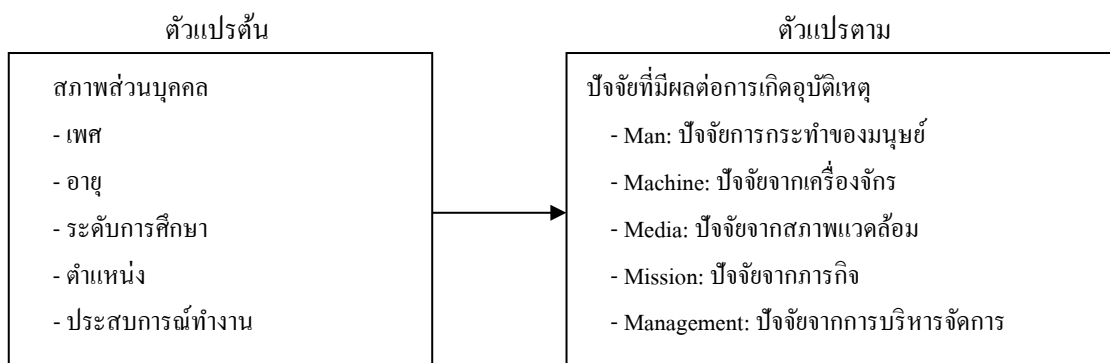 ตัวแปรต้น
สภาพส่วนบุคคล
- เพศ
- อายุ
- ระดับการศึกษา
- ตำแหน่ง
- ประสบการณ์ทำงาน
ตัวแปรตาม
ปัจจัยที่มีผลต่อการเกิดอุบัติเหตุ
- Man: ปัจจัยการกระทำของมนุษย์
- Machine: ปัจจัยจากเครื่องจักร
- Media: ปัจจัยจากสภาพแวดล้อม
- Mission: ปัจจัยจากภารกิจ
- Management: ปัจจัยจากการบริหารจัดการ